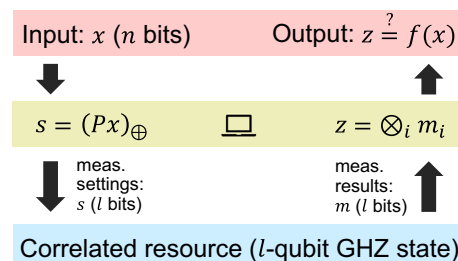 Input: x (n bits)
Output: z ≟ f(x)
s = (Px)⊕
z = ⊗ᵢ mᵢ
meas.
settings:
s (l bits)
meas.
results:
m (l bits)
Correlated resource (l-qubit GHZ state)